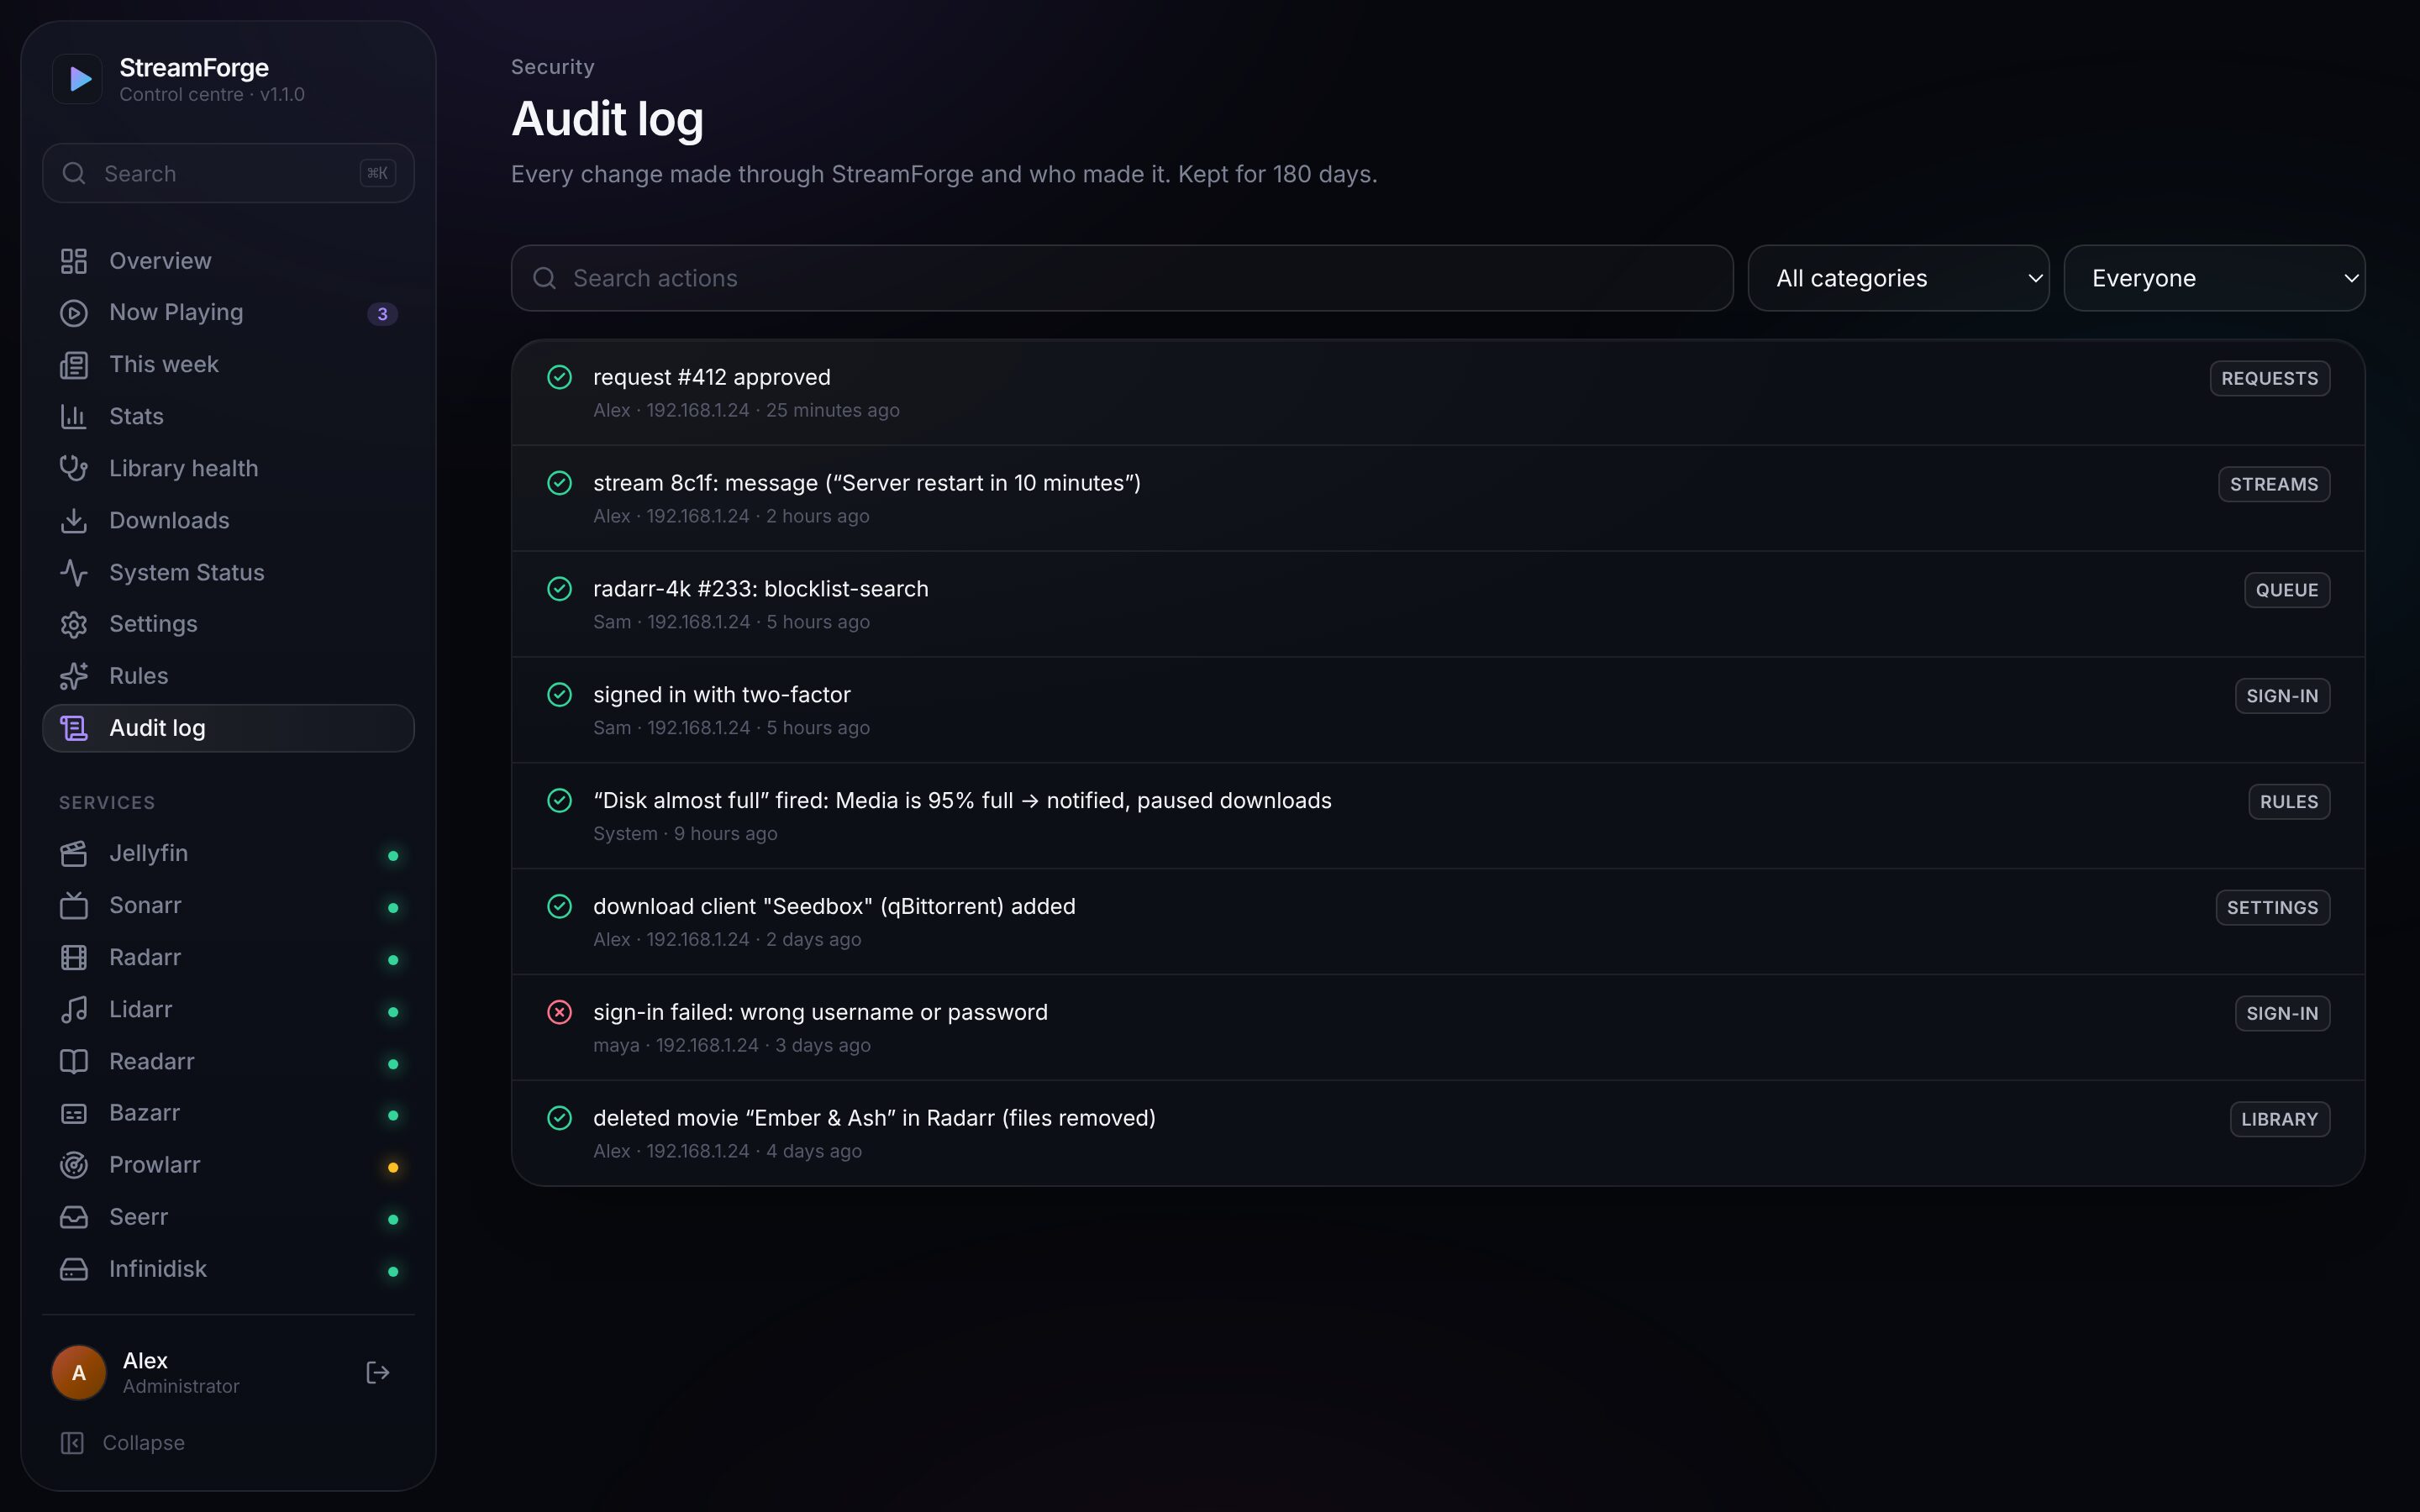 StreamForge
Control centre · v1.1.0
Search
⌘K
Overview
Now Playing
3
This week
Stats
Library health
Downloads
System Status
Settings
Rules
Audit log
SERVICES
Jellyfin
Sonarr
Radarr
Lidarr
Readarr
Bazarr
Prowlarr
Seerr
Infinidisk
A
Alex
Administrator
Collapse
Security
Audit log
Every change made through StreamForge and who made it. Kept for 180 days.
Search actions
All categories
Everyone
request #412 approved
REQUESTS
Alex · 192.168.1.24 · 25 minutes ago
stream 8c1f: message (“Server restart in 10 minutes”)
STREAMS
Alex · 192.168.1.24 · 2 hours ago
radarr-4k #233: blocklist-search
QUEUE
Sam · 192.168.1.24 · 5 hours ago
signed in with two-factor
SIGN-IN
Sam · 192.168.1.24 · 5 hours ago
“Disk almost full” fired: Media is 95% full → notified, paused downloads
RULES
System · 9 hours ago
download client "Seedbox" (qBittorrent) added
SETTINGS
Alex · 192.168.1.24 · 2 days ago
sign-in failed: wrong username or password
SIGN-IN
maya · 192.168.1.24 · 3 days ago
deleted movie “Ember & Ash” in Radarr (files removed)
LIBRARY
Alex · 192.168.1.24 · 4 days ago